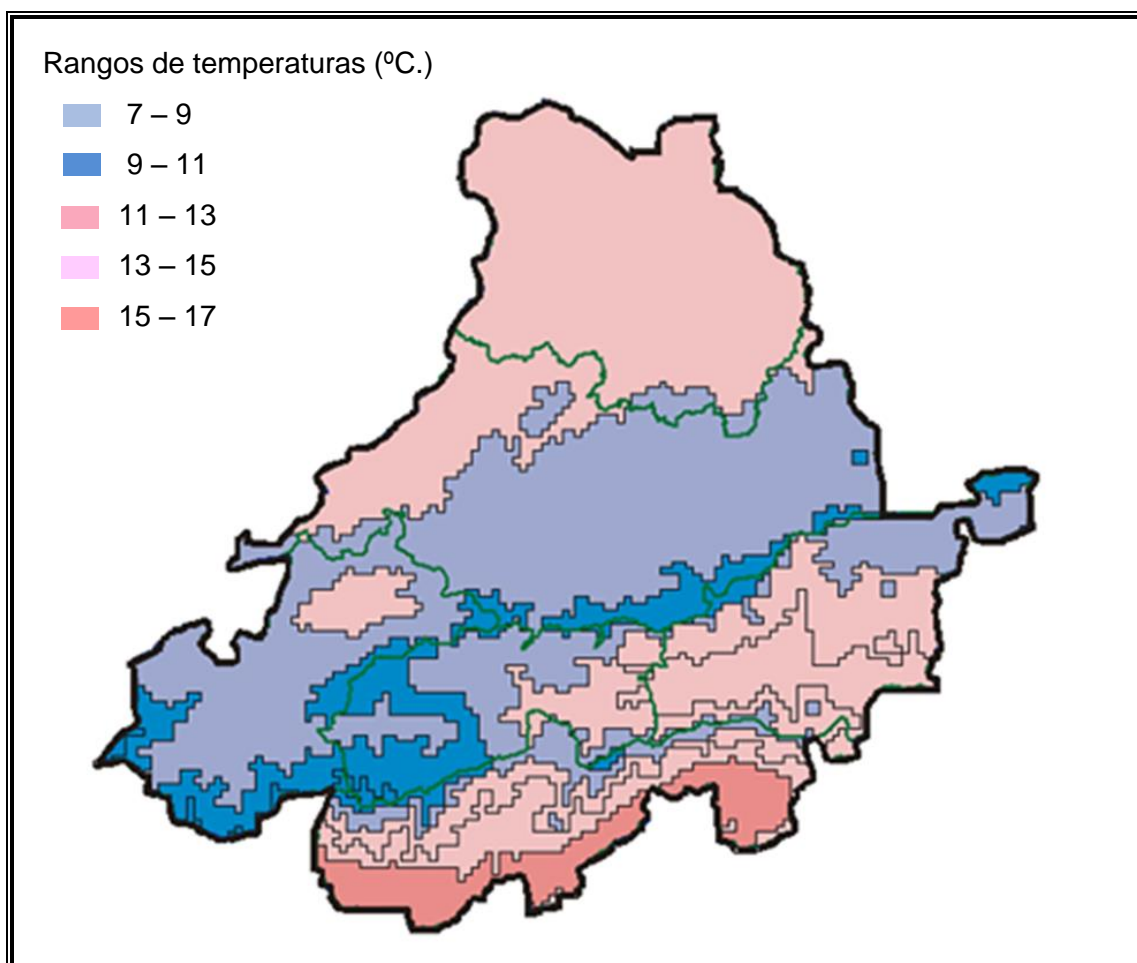 Rangos de temperaturas (ºC.)
7 – 9
9 – 11
11 – 13
13 – 15
15 – 17